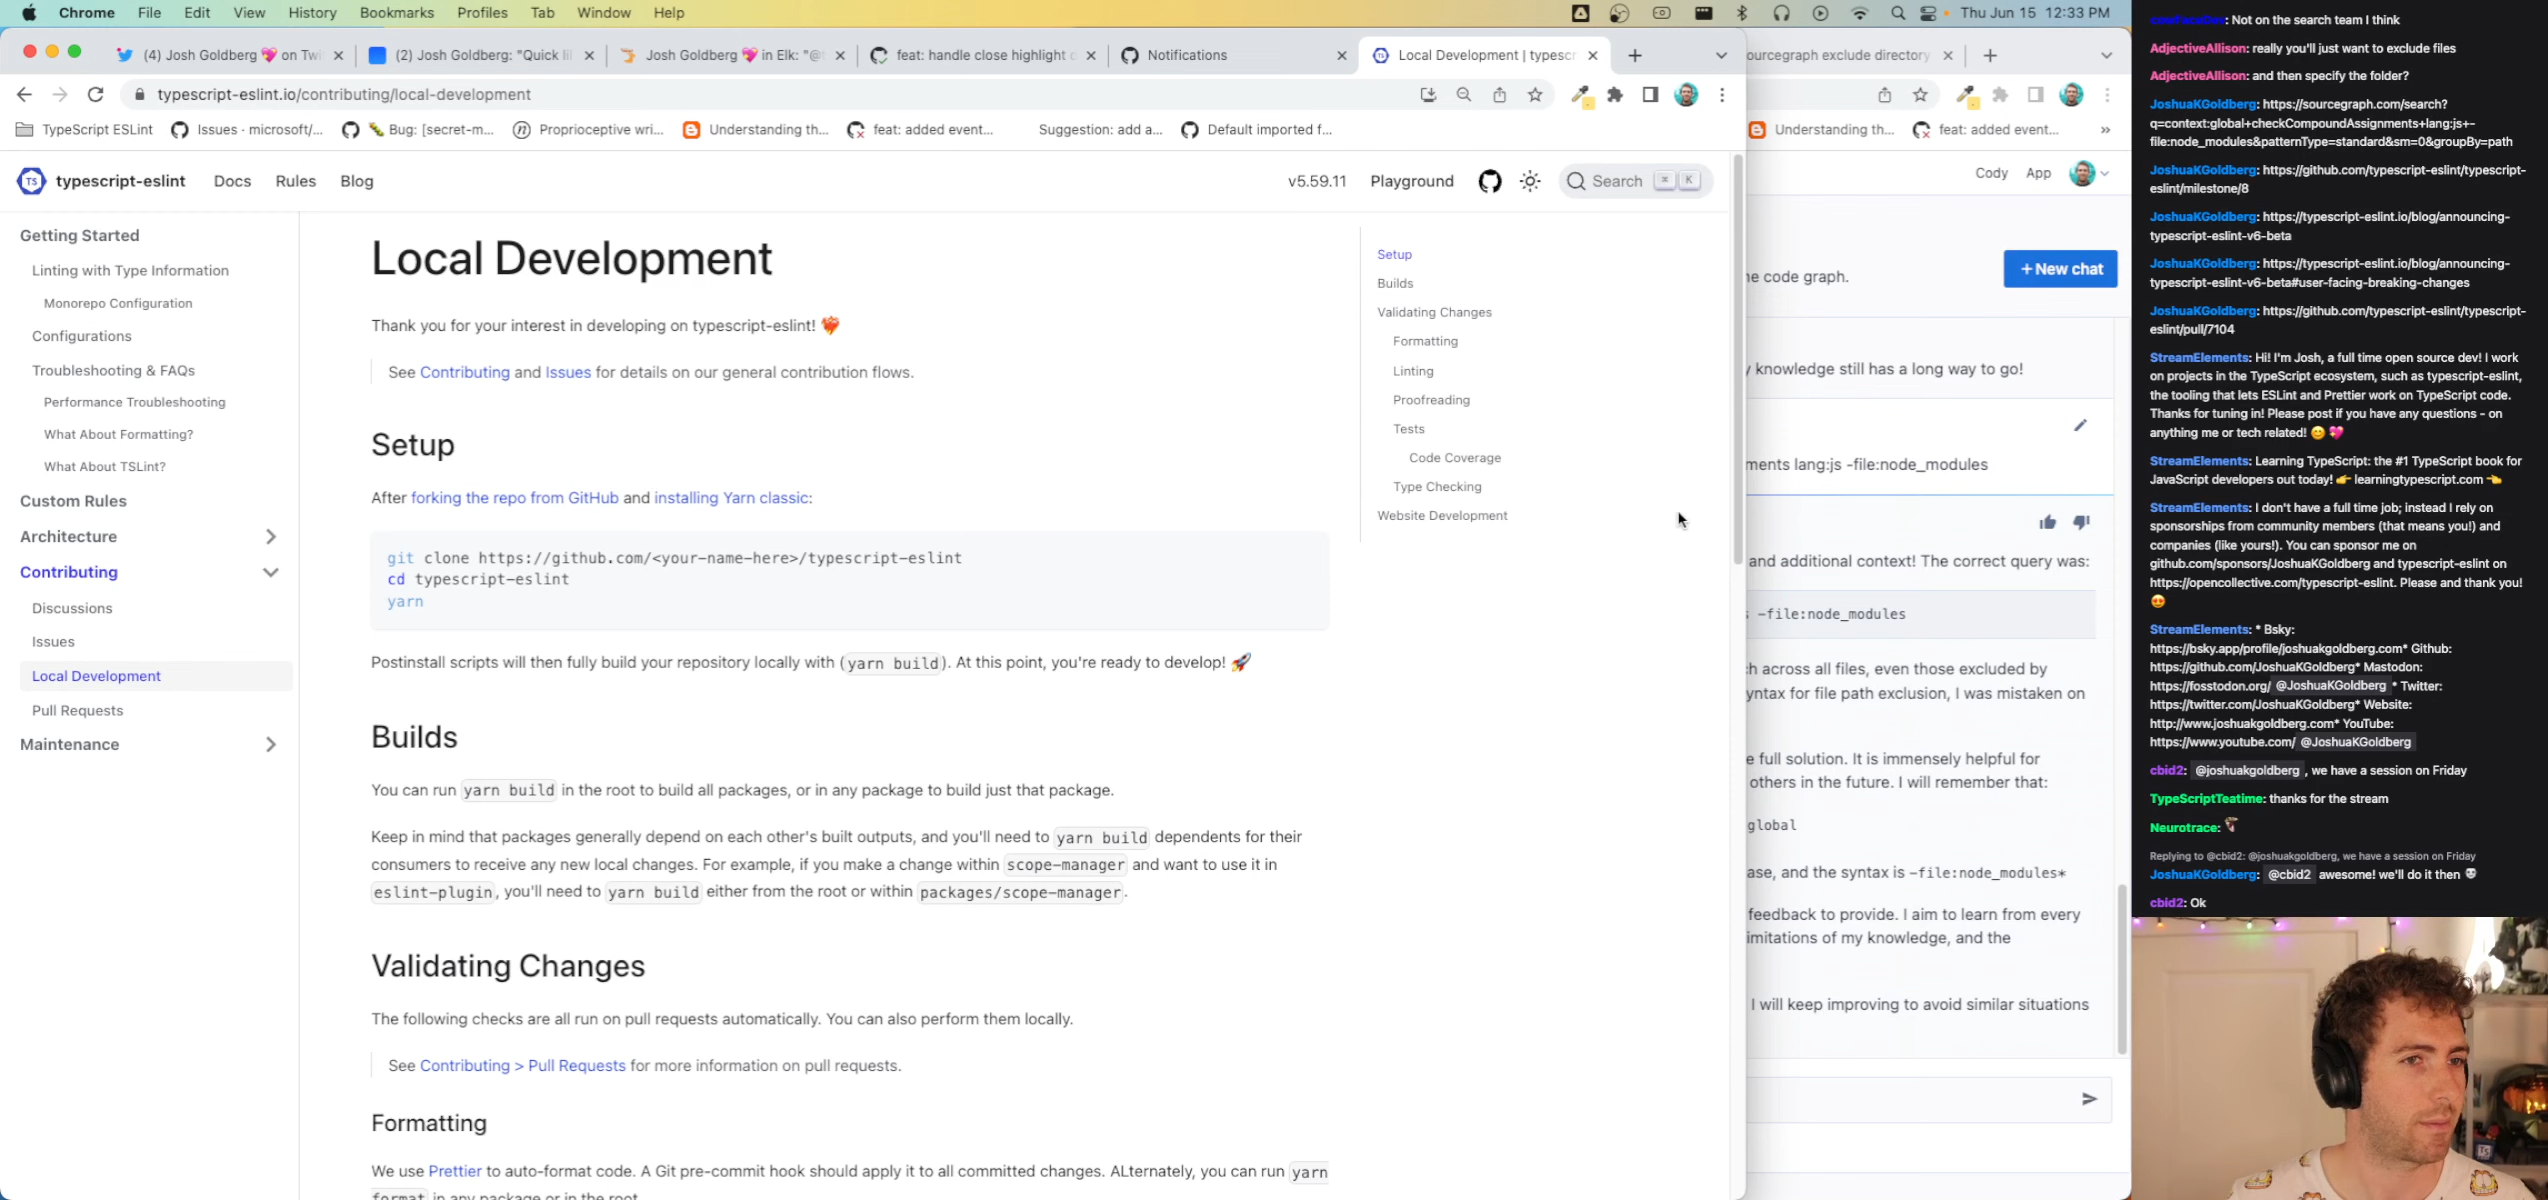 Chrome File Edit View History Bookmarks Profiles Tab Window Help
Thu Jun 15 12:33 PM
(4) Josh Goldberg 💖 on Twi
(2) Josh Goldberg: "Quick li
Josh Goldberg 💖 in Elk: "@
feat: handle close highlight
Notifications
Local Development | typescr
ourcegraph exclude directory
typescript-eslint.io/contributing/local-development
TypeScript ESLint
Issues · microsoft/...
🐛 Bug: [secret-m...
Proprioceptive wri...
Understanding th...
feat: added event...
Suggestion: add a...
Default imported f...
Understanding th...
feat: added event...
»
typescript-eslint Docs Rules Blog
v5.59.11 Playground Search ⌘ K
Getting Started
Linting with Type Information
Monorepo Configuration
Configurations
Troubleshooting & FAQs
Performance Troubleshooting
What About Formatting?
What About TSLint?
Custom Rules
Architecture
Contributing
Discussions
Issues
Local Development
Pull Requests
Maintenance
Local Development
Thank you for your interest in developing on typescript-eslint! ❤️‍🔥
See Contributing and Issues for details on our general contribution flows.
Setup
After forking the repo from GitHub and installing Yarn classic:
git clone https://github.com/<your-name-here>/typescript-eslint
cd typescript-eslint
yarn
Postinstall scripts will then fully build your repository locally with (yarn build). At this point, you're ready to develop! 🚀
Builds
You can run yarn build in the root to build all packages, or in any package to build just that package.
Keep in mind that packages generally depend on each other's built outputs, and you'll need to yarn build dependents for their
consumers to receive any new local changes. For example, if you make a change within scope-manager and want to use it in
eslint-plugin, you'll need to yarn build either from the root or within packages/scope-manager.
Validating Changes
The following checks are all run on pull requests automatically. You can also perform them locally.
See Contributing > Pull Requests for more information on pull requests.
Formatting
We use Prettier to auto-format code. A Git pre-commit hook should apply it to all committed changes. ALternately, you can run yarn
format in any package or in the root.
Setup
Builds
Validating Changes
Formatting
Linting
Proofreading
Tests
Code Coverage
Type Checking
Website Development
Cody App
e code graph.
+ New chat
y knowledge still has a long way to go!
ments lang:js -file:node_modules
and additional context! The correct query was:
-file:node_modules
h across all files, even those excluded by
yntax for file path exclusion, I was mistaken on
e full solution. It is immensely helpful for
others in the future. I will remember that:
global
ase, and the syntax is -file:node_modules*
feedback to provide. I aim to learn from every
imitations of my knowledge, and the
I will keep improving to avoid similar situations
: Not on the search team I think
AdjectiveAllison: really you'll just want to exclude files
AdjectiveAllison: and then specify the folder?
JoshuaKGoldberg: https://sourcegraph.com/search?
q=context:global+checkCompoundAssignments+lang:js+-
file:node_modules&patternType=standard&sm=0&groupBy=path
JoshuaKGoldberg: https://github.com/typescript-eslint/typescript-
eslint/milestone/8
JoshuaKGoldberg: https://typescript-eslint.io/blog/announcing-
typescript-eslint-v6-beta
JoshuaKGoldberg: https://typescript-eslint.io/blog/announcing-
typescript-eslint-v6-beta#user-facing-breaking-changes
JoshuaKGoldberg: https://github.com/typescript-eslint/typescript-
eslint/pull/7104
StreamElements: Hi! I'm Josh, a full time open source dev! I work
on projects in the TypeScript ecosystem, such as typescript-eslint,
the tooling that lets ESLint and Prettier work on TypeScript code.
Thanks for tuning in! Please post if you have any questions - on
anything me or tech related! 😊 💖
StreamElements: Learning TypeScript: the #1 TypeScript book for
JavaScript developers out today! 👉 learningtypescript.com 👈
StreamElements: I don't have a full time job; instead I rely on
sponsorships from community members (that means you!) and
companies (like yours!). You can sponsor me on
github.com/sponsors/JoshuaKGoldberg and typescript-eslint on
https://opencollective.com/typescript-eslint. Please and thank you!
😍
StreamElements: * Bsky:
https://bsky.app/profile/joshuakgoldberg.com* Github:
https://github.com/JoshuaKGoldberg* Mastodon:
https://fosstodon.org/ @JoshuaKGoldberg * Twitter:
https://twitter.com/JoshuaKGoldberg* Website:
http://www.joshuakgoldberg.com* YouTube:
https://www.youtube.com/ @JoshuaKGoldberg
cbid2: @joshuakgoldberg , we have a session on Friday
TypeScriptTeatime: thanks for the stream
Neurotrace:
Replying to @cbid2: @joshuakgoldberg, we have a session on Friday
JoshuaKGoldberg: @cbid2 awesome! we'll do it then
cbid2: Ok